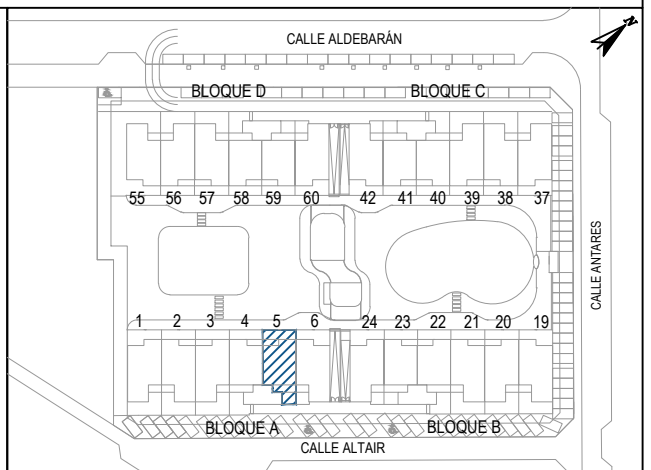 CALLE ALDEBARÁN
N
BLOQUE D BLOQUE C
55 56 57 58 59 60 42 41 40 39 38 37
CALLE ANTARES
1 2 3 4 5 6 24 23 22 21 20 19
BLOQUE A BLOQUE B
CALLE ALTAIR